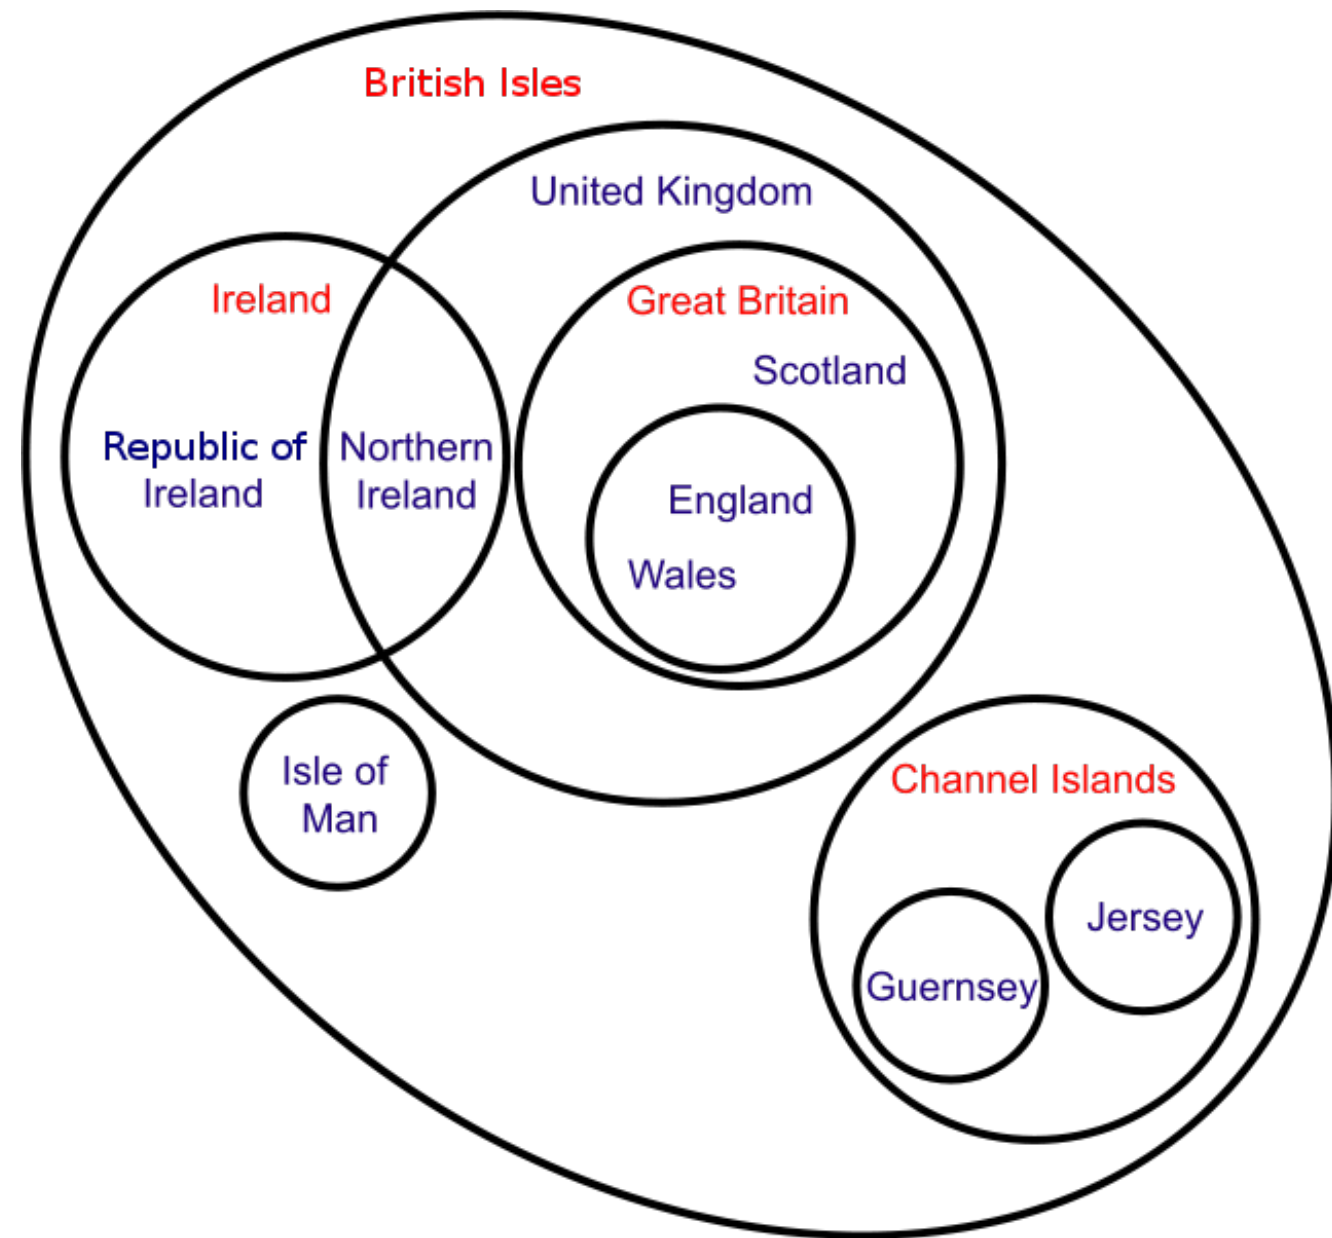 British Isles
United Kingdom
Ireland
Great Britain
Scotland
Republic of
Ireland
Northern
Ireland
England
Wales
Isle of
Man
Channel Islands
Jersey
Guernsey